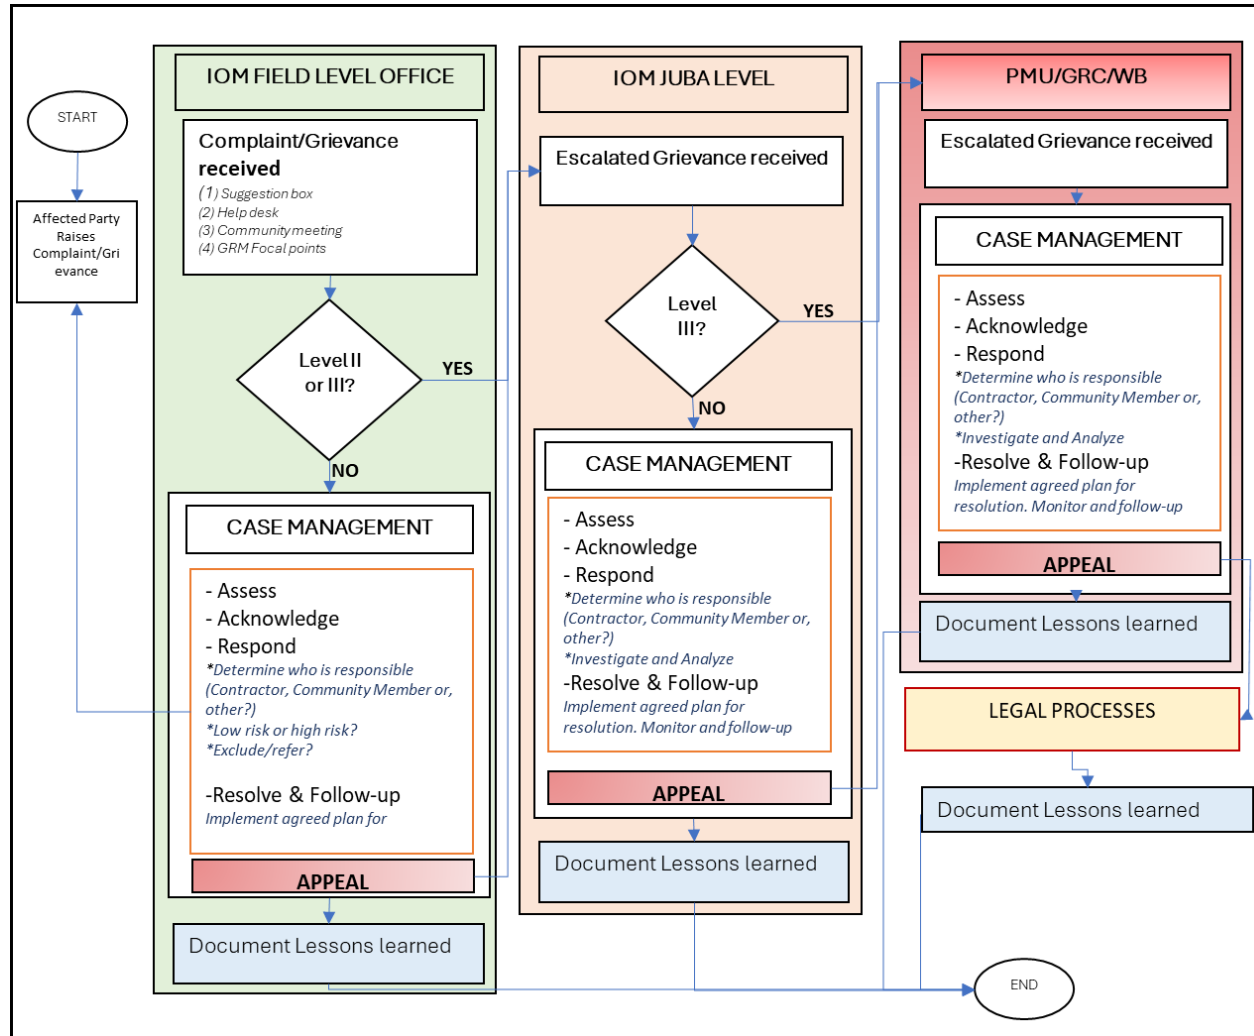 START
Affected Party
Raises
Complaint/Gri
evance
IOM FIELD LEVEL OFFICE
Complaint/Grievance
received
(1) Suggestion box
(2) Help desk
(3) Community meeting
(4) GRM Focal points
Level II
or III?
YES
NO
CASE MANAGEMENT
- Assess
- Acknowledge
- Respond
*Determine who is responsible
(Contractor, Community Member or,
other?)
*Low risk or high risk?
*Exclude/refer?
-Resolve & Follow-up
Implement agreed plan for
APPEAL
Document Lessons learned
IOM JUBA LEVEL
Escalated Grievance received
Level
III?
YES
NO
CASE MANAGEMENT
- Assess
- Acknowledge
- Respond
*Determine who is responsible
(Contractor, Community Member or,
other?)
*Investigate and Analyze
-Resolve & Follow-up
Implement agreed plan for
resolution. Monitor and follow-up
APPEAL
Document Lessons learned
PMU/GRC/WB
Escalated Grievance received
CASE MANAGEMENT
- Assess
- Acknowledge
- Respond
*Determine who is responsible
(Contractor, Community Member or,
other?)
*Investigate and Analyze
-Resolve & Follow-up
Implement agreed plan for
resolution. Monitor and follow-up
APPEAL
Document Lessons learned
LEGAL PROCESSES
Document Lessons learned
END